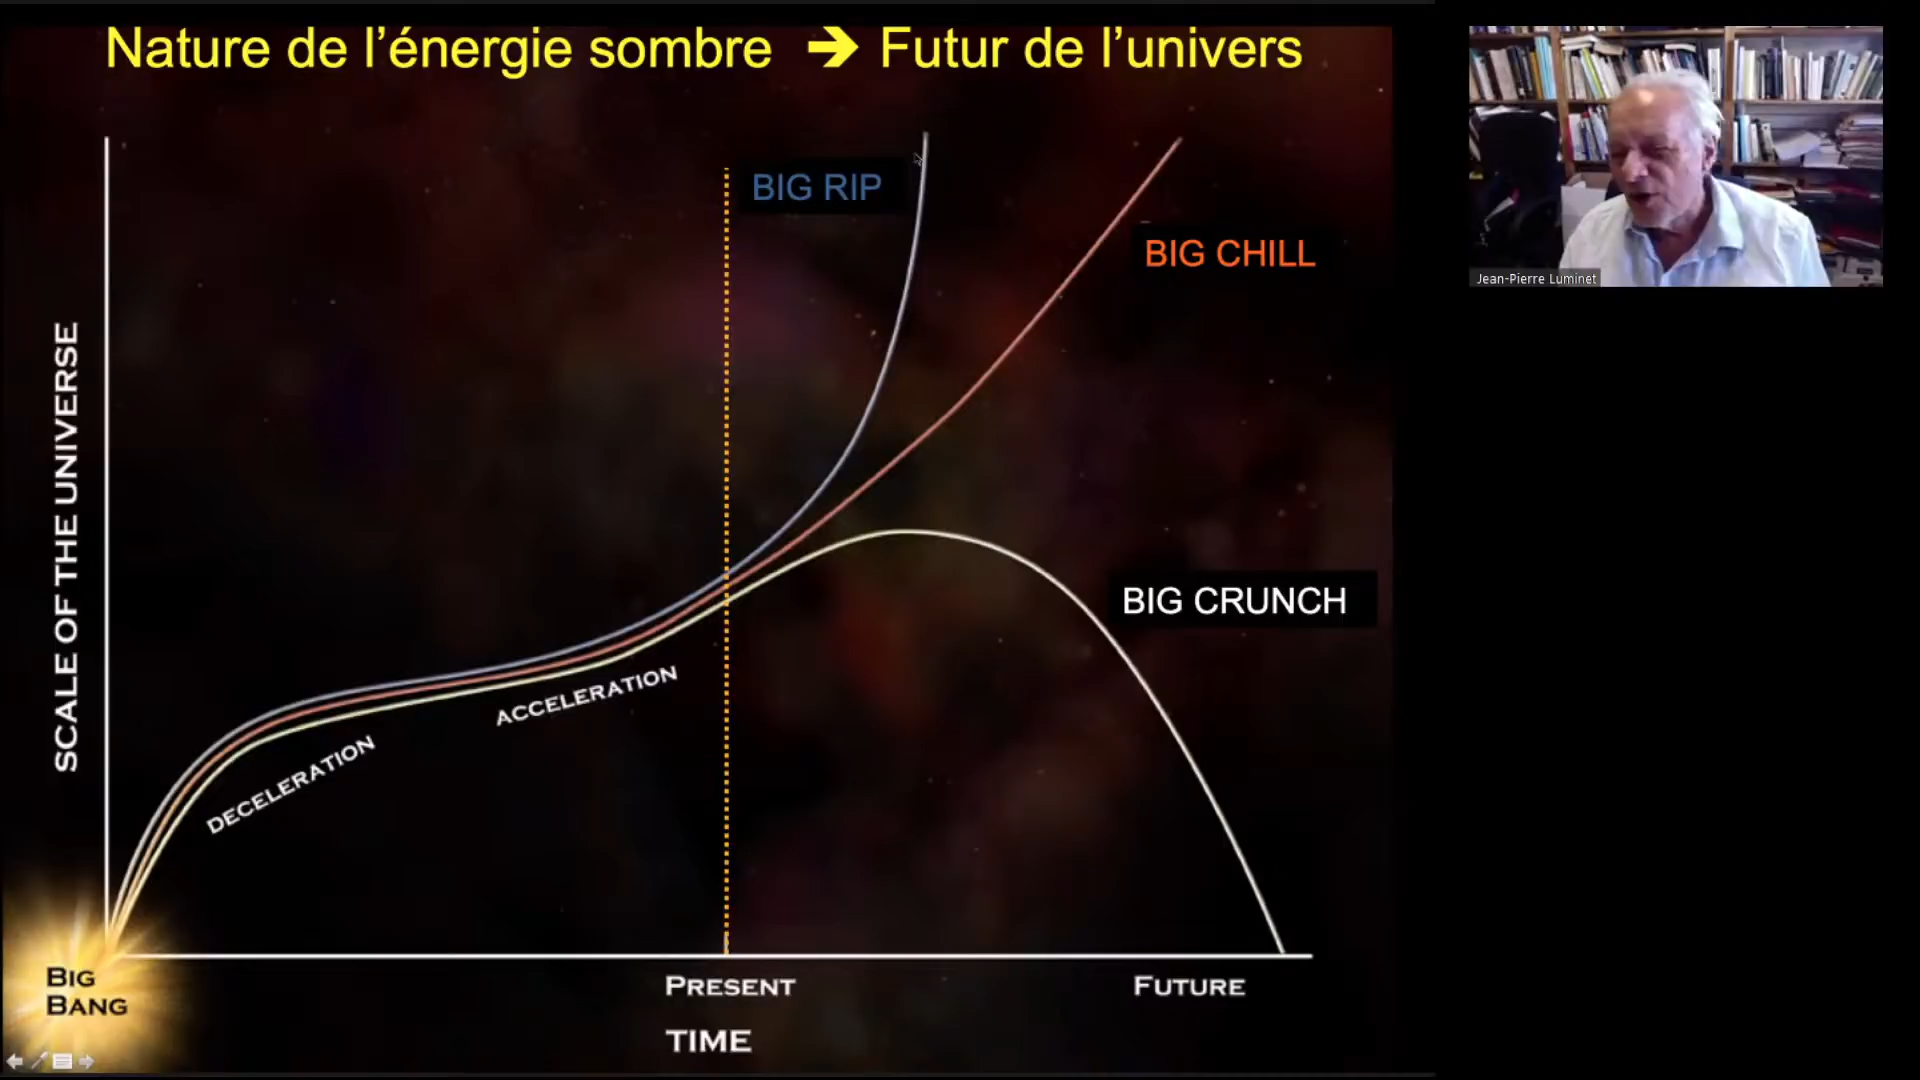 Nature de l’énergie sombre ➔ Futur de l’univers
BIG RIP
BIG CHILL
Jean-Pierre Luminet
SCALE OF THE UNIVERSE
BIG CRUNCH
ACCELERATION
DECELERATION
BIG
BANG
PRESENT
FUTURE
TIME